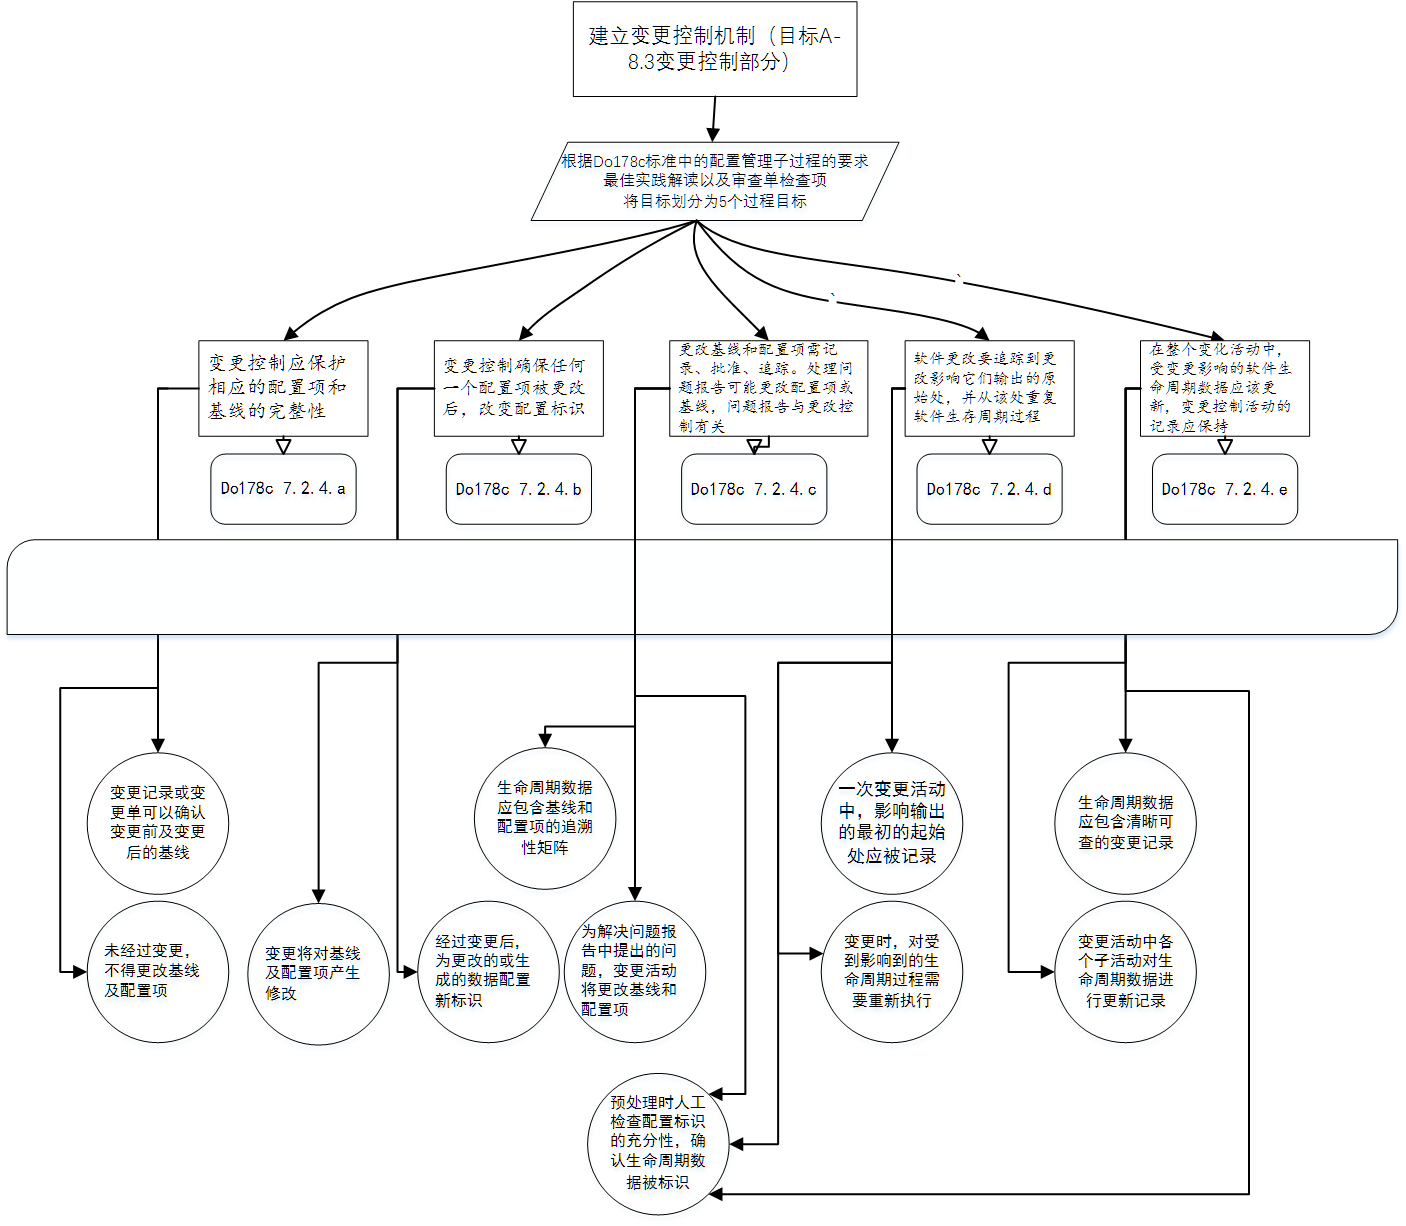 建立变更控制机制（目标A-
8.3变更控制部分）
根据Do178c标准中的配置管理子过程的要求
最佳实践解读以及审查单检查项
将目标划分为5个过程目标
变更控制应保护
相应的配置项和
基线的完整性
变更控制确保任何
一个配置项被更改
后，改变配置标识
更改基线和配置项需记
录、批准、追踪。处理问
题报告可能更改配置项或
基线，问题报告与更改控
制有关
软件更改要追踪到更
改影响它们输出的原
始处，并从该处重复
软件生存周期过程
在整个变化活动中，
受变更影响的软件生
命周期数据应该更
新，变更控制活动的
记录应保持
Do178c 7.2.4.a
Do178c 7.2.4.b
Do178c 7.2.4.c
Do178c 7.2.4.d
Do178c 7.2.4.e
变更记录或变
更单可以确认
变更前及变更
后的基线
生命周期数据
应包含基线和
配置项的追溯
性矩阵
一次变更活动
中，影响输出
的最初的起始
处应被记录
生命周期数据
应包含清晰可
查的变更记录
未经过变更，
不得更改基线
及配置项
变更将对基线
及配置项产生
修改
经过变更后，
为更改的或生
成的数据配置
新标识
为解决问题报
告中提出的问
题，变更活动
将更改基线和
配置项
变更时，对受
到影响到的生
命周期过程需
要重新执行
变更活动中各
个子活动对生
命周期数据进
行更新记录
预处理时人工
检查配置标识
的充分性，确
认生命周期数
据被标识